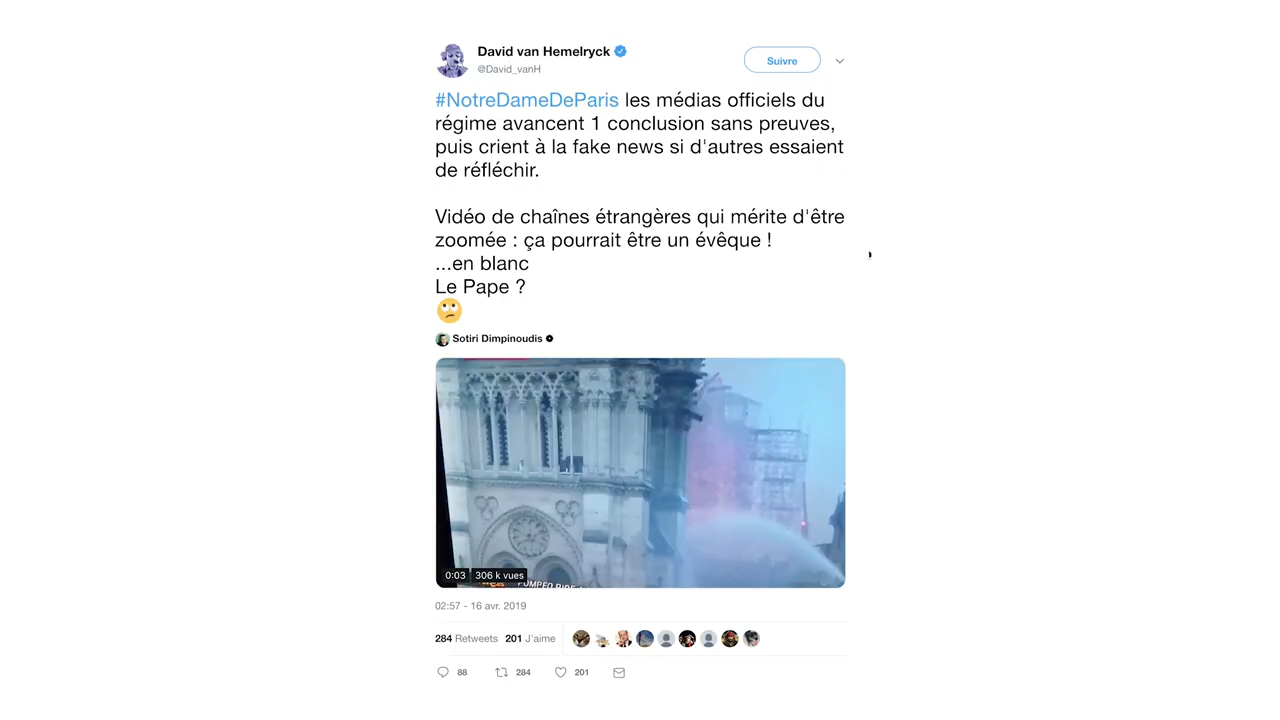 David van Hemelryck
@David_vanH
Suivre
#NotreDameDeParis les médias officiels du
régime avancent 1 conclusion sans preuves,
puis crient à la fake news si d'autres essaient
de réfléchir.
Vidéo de chaînes étrangères qui mérite d'être
zoomée : ça pourrait être un évêque !
...en blanc
Le Pape ?
Sotiri Dimpinoudis
0:03 306 k vues
02:57 - 16 avr. 2019
284 Retweets 201 J'aime
88 284 201